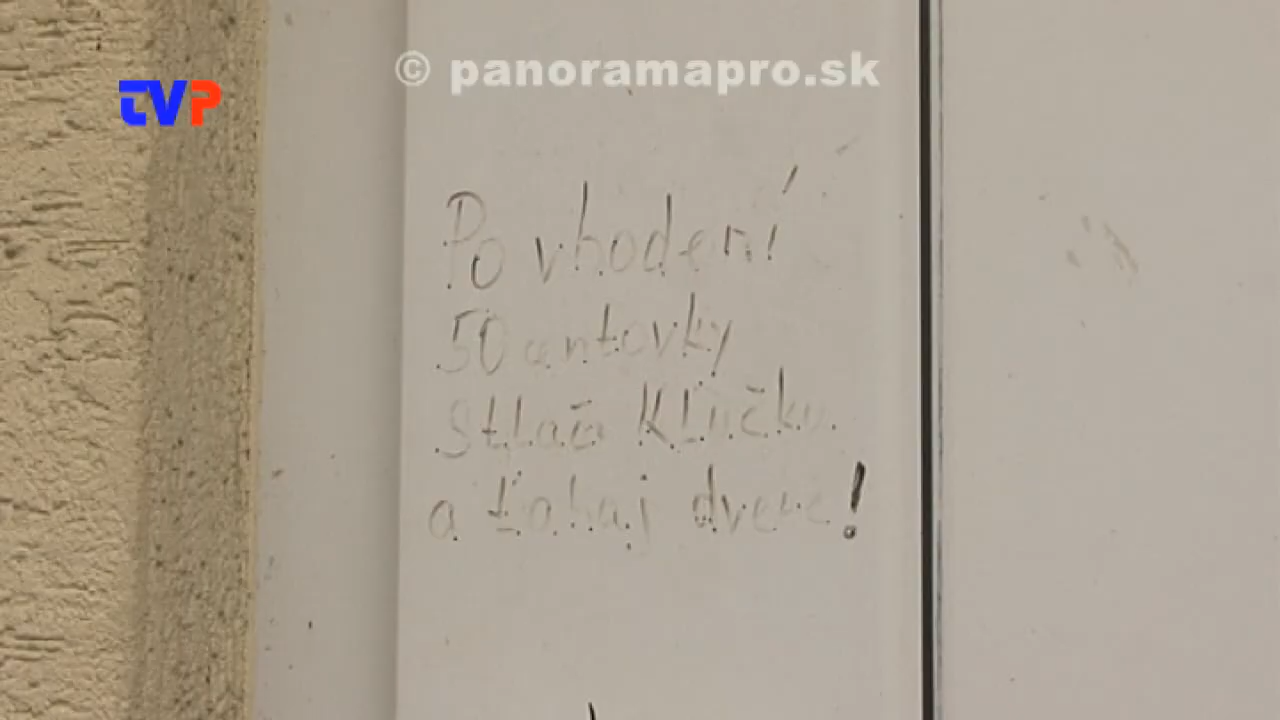 © panoramapro.sk
TVP
Po vhodení
50 centovky
Stlač Kľučku
a ťahaj dvere!